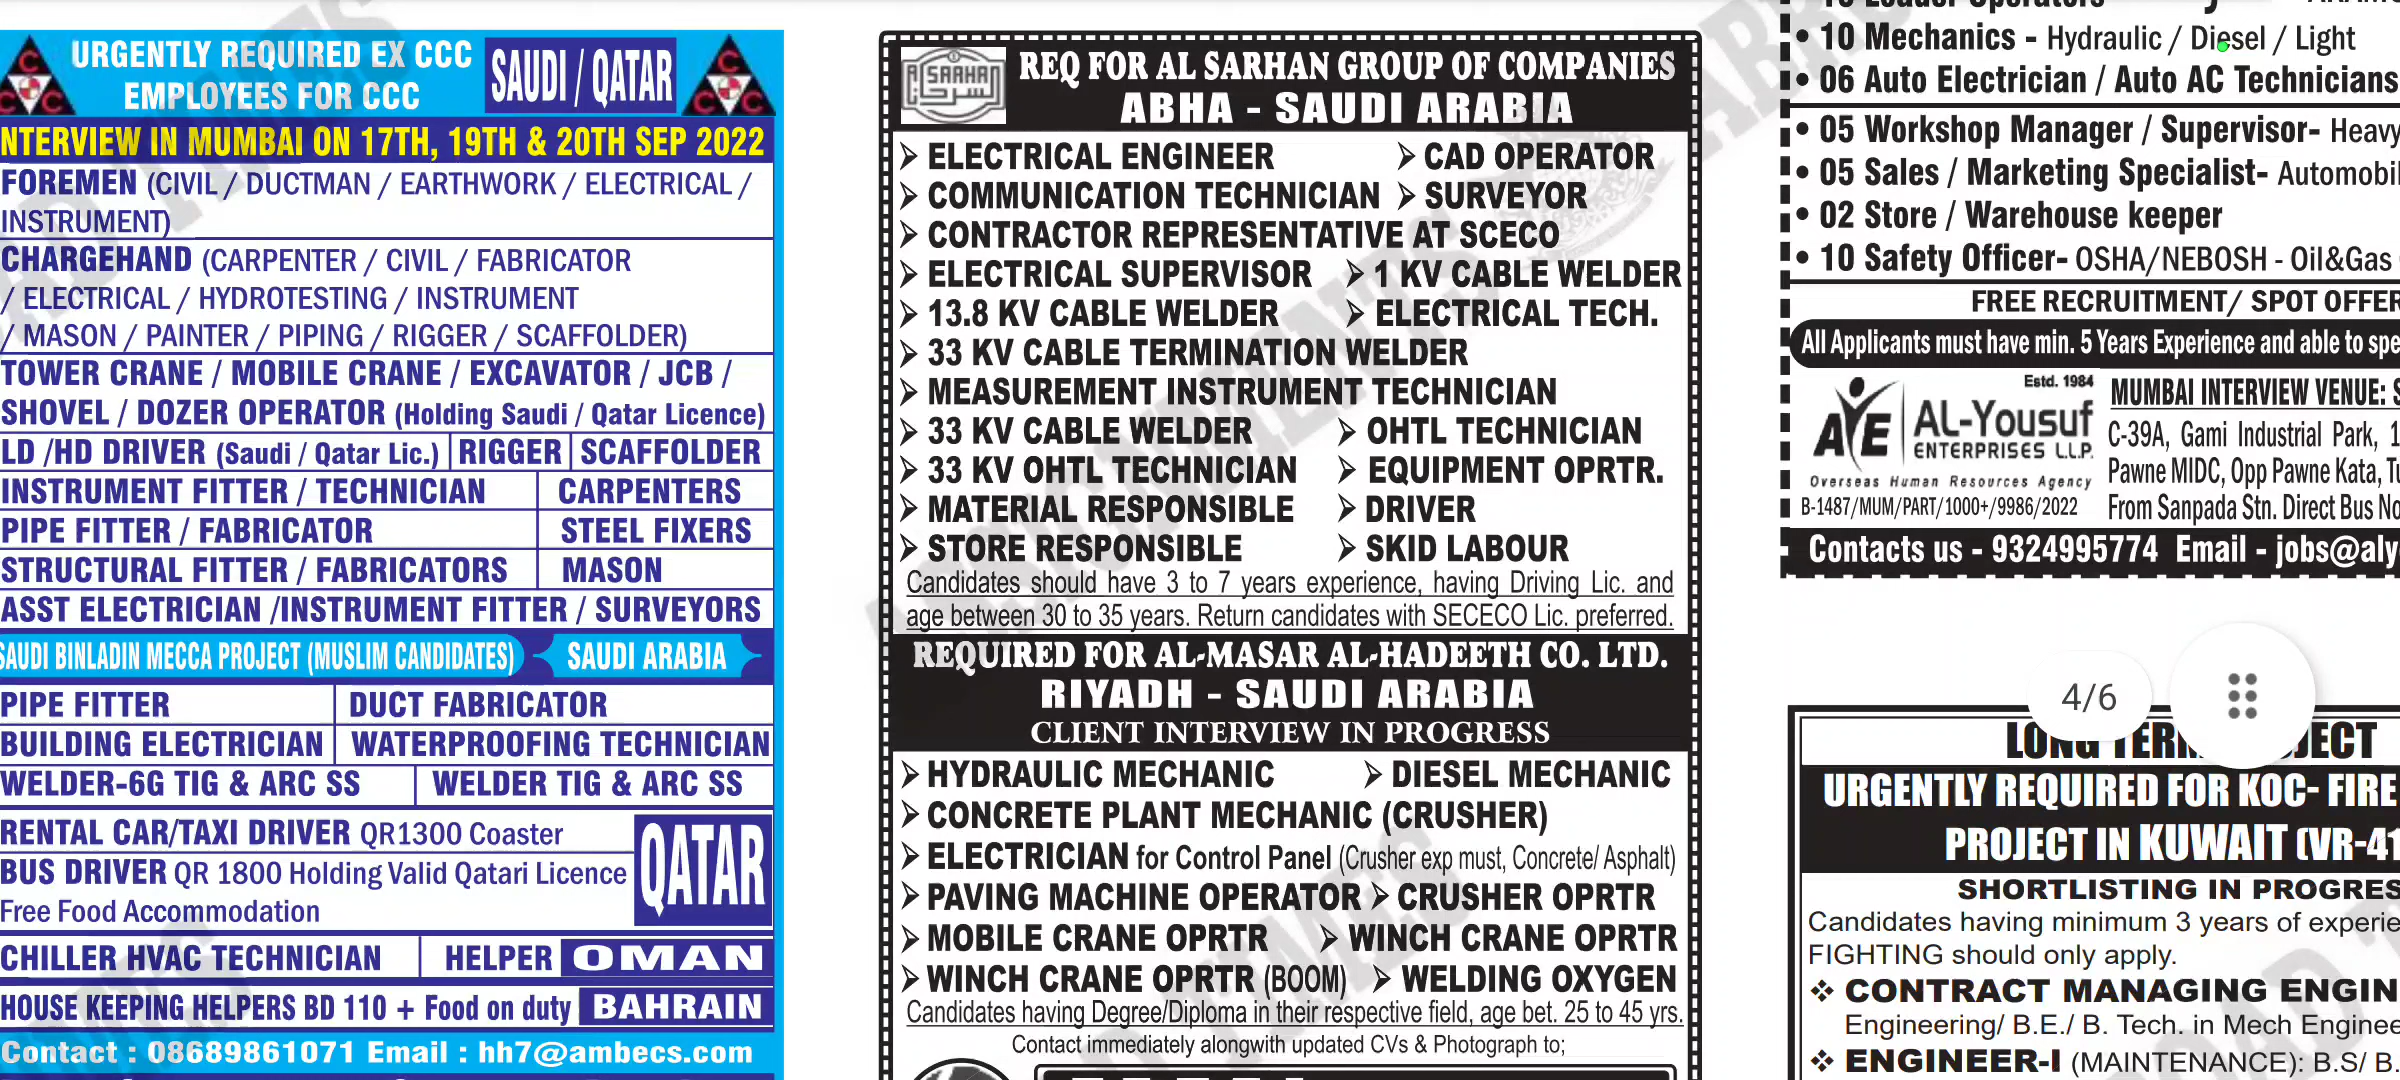 URGENTLY REQUIRED EX CCC
EMPLOYEES FOR CCC
SAUDI / QATAR
C C C
C C C
NTERVIEW IN MUMBAI ON 17TH, 19TH & 20TH SEP 2022
FOREMEN (CIVIL / DUCTMAN / EARTHWORK / ELECTRICAL /
INSTRUMENT)
CHARGEHAND (CARPENTER / CIVIL / FABRICATOR
/ ELECTRICAL / HYDROTESTING / INSTRUMENT
/ MASON / PAINTER / PIPING / RIGGER / SCAFFOLDER)
TOWER CRANE / MOBILE CRANE / EXCAVATOR / JCB /
SHOVEL / DOZER OPERATOR (Holding Saudi / Qatar Licence)
LD /HD DRIVER (Saudi / Qatar Lic.) RIGGER SCAFFOLDER
INSTRUMENT FITTER / TECHNICIAN CARPENTERS
PIPE FITTER / FABRICATOR STEEL FIXERS
STRUCTURAL FITTER / FABRICATORS MASON
ASST ELECTRICIAN /INSTRUMENT FITTER / SURVEYORS
SAUDI BINLADIN MECCA PROJECT (MUSLIM CANDIDATES) SAUDI ARABIA
PIPE FITTER DUCT FABRICATOR
BUILDING ELECTRICIAN WATERPROOFING TECHNICIAN
WELDER-6G TIG & ARC SS WELDER TIG & ARC SS
RENTAL CAR/TAXI DRIVER QR1300 Coaster
BUS DRIVER QR 1800 Holding Valid Qatari Licence
Free Food Accommodation
QATAR
CHILLER HVAC TECHNICIAN HELPER OMAN
HOUSE KEEPING HELPERS BD 110 + Food on duty BAHRAIN
Contact : 08689861071 Email : hh7@ambecs.com
REQ FOR AL SARHAN GROUP OF COMPANIES
ABHA - SAUDI ARABIA
➢ ELECTRICAL ENGINEER ➢ CAD OPERATOR
➢ COMMUNICATION TECHNICIAN ➢ SURVEYOR
➢ CONTRACTOR REPRESENTATIVE AT SCECO
➢ ELECTRICAL SUPERVISOR ➢ 1 KV CABLE WELDER
➢ 13.8 KV CABLE WELDER ➢ ELECTRICAL TECH.
➢ 33 KV CABLE TERMINATION WELDER
➢ MEASUREMENT INSTRUMENT TECHNICIAN
➢ 33 KV CABLE WELDER ➢ OHTL TECHNICIAN
➢ 33 KV OHTL TECHNICIAN ➢ EQUIPMENT OPRTR.
➢ MATERIAL RESPONSIBLE ➢ DRIVER
➢ STORE RESPONSIBLE ➢ SKID LABOUR
Candidates should have 3 to 7 years experience, having Driving Lic. and
age between 30 to 35 years. Return candidates with SECECO Lic. preferred.
REQUIRED FOR AL-MASAR AL-HADEETH CO. LTD.
RIYADH - SAUDI ARABIA
CLIENT INTERVIEW IN PROGRESS
➢ HYDRAULIC MECHANIC ➢ DIESEL MECHANIC
➢ CONCRETE PLANT MECHANIC (CRUSHER)
➢ ELECTRICIAN for Control Panel (Crusher exp must, Concrete/ Asphalt)
➢ PAVING MACHINE OPERATOR ➢ CRUSHER OPRTR
➢ MOBILE CRANE OPRTR ➢ WINCH CRANE OPRTR
➢ WINCH CRANE OPRTR (BOOM) ➢ WELDING OXYGEN
Candidates having Degree/Diploma in their respective field, age bet. 25 to 45 yrs.
Contact immediately alongwith updated CVs & Photograph to;
• 10 Mechanics - Hydraulic / Diesel / Light
• 06 Auto Electrician / Auto AC Technicians
• 05 Workshop Manager / Supervisor- Heavy
• 05 Sales / Marketing Specialist- Automobil
• 02 Store / Warehouse keeper
• 10 Safety Officer- OSHA/NEBOSH - Oil&Gas
FREE RECRUITMENT/ SPOT OFFER
All Applicants must have min. 5 Years Experience and able to spe
Estd. 1984
AYE AL-Yousuf
ENTERPRISES L.L.P.
Overseas Human Resources Agency
B-1487/MUM/PART/1000+/9986/2022
MUMBAI INTERVIEW VENUE: S
C-39A, Gami Industrial Park, 1
Pawne MIDC, Opp Pawne Kata, Tu
From Sanpada Stn. Direct Bus No
Contacts us - 9324995774 Email - jobs@aly
4/6
LONG TERM
URGENTLY REQUIRED FOR KOC- FIRE
PROJECT IN KUWAIT (VR-41
SHORTLISTING IN PROGRES
Candidates having minimum 3 years of experie
FIGHTING should only apply.
❖ CONTRACT MANAGING ENGIN
Engineering/ B.E./ B. Tech. in Mech Enginee
❖ ENGINEER-I (MAINTENANCE): B.S/ B.